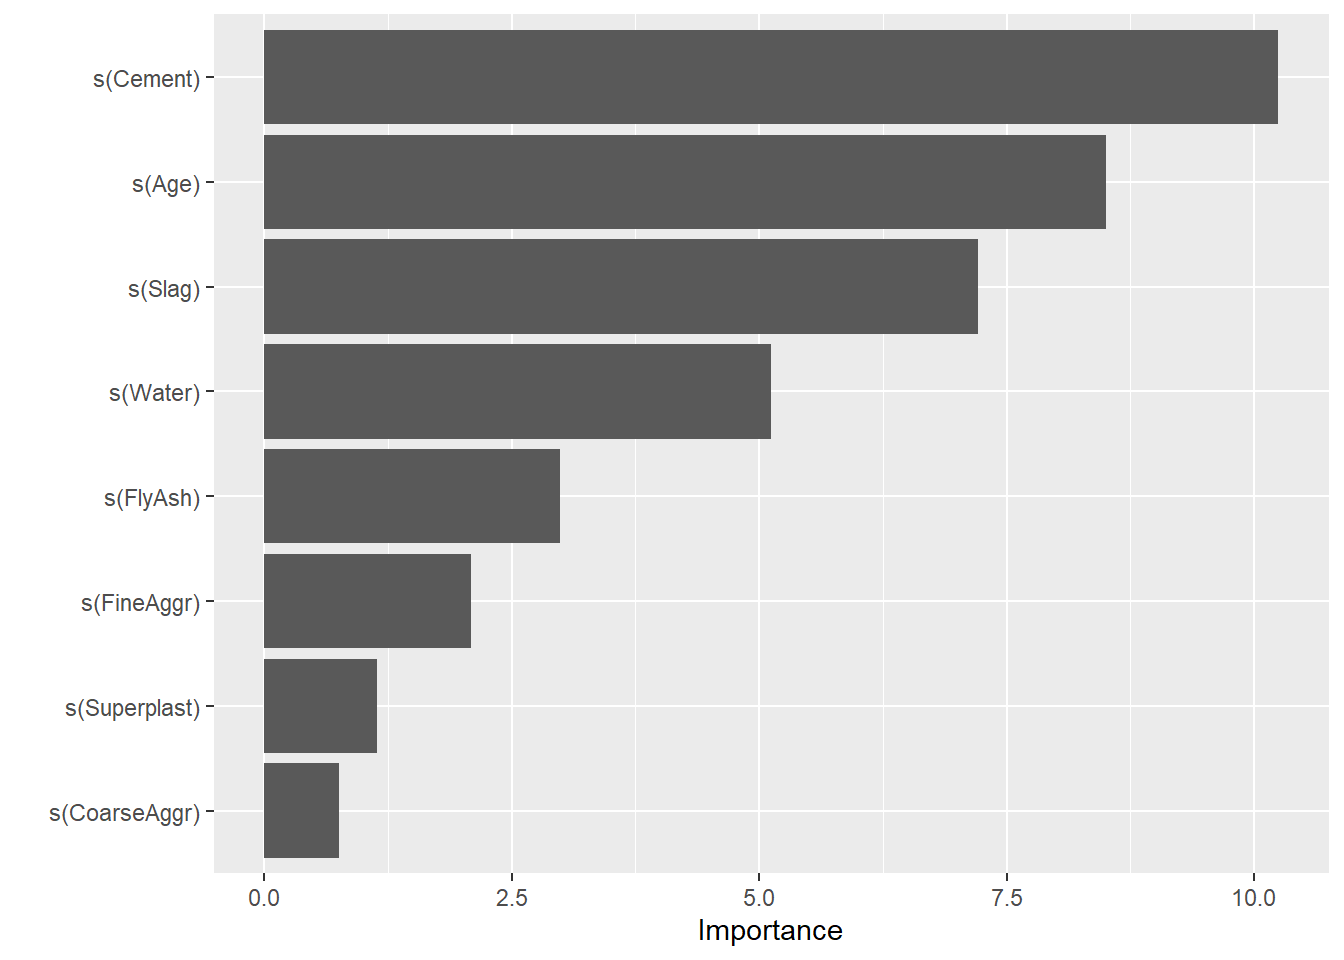 s(Cement)
s(Age)
s(Slag)
s(Water)
s(FlyAsh)
s(FineAggr)
s(Superplast)
s(CoarseAggr)
0.0 2.5 5.0 7.5 10.0
Importance